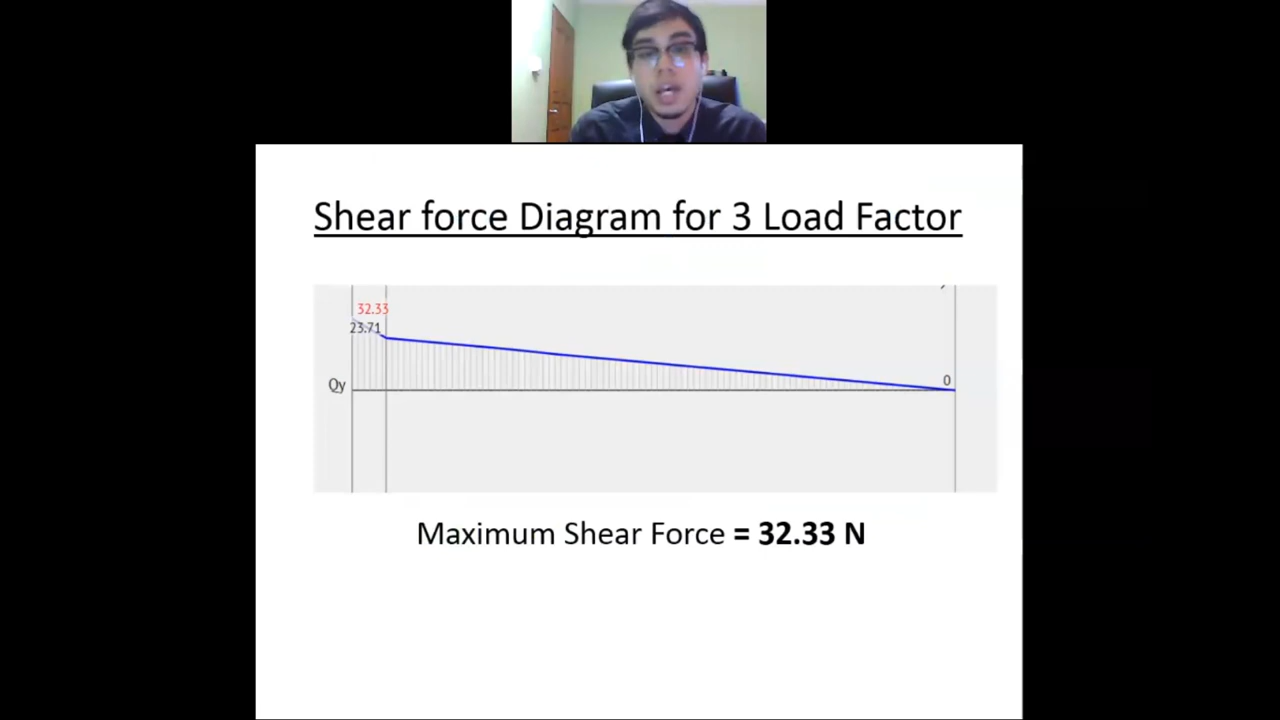 Shear force Diagram for 3 Load Factor
32.33
23.71
0
Qy
Maximum Shear Force = 32.33 N